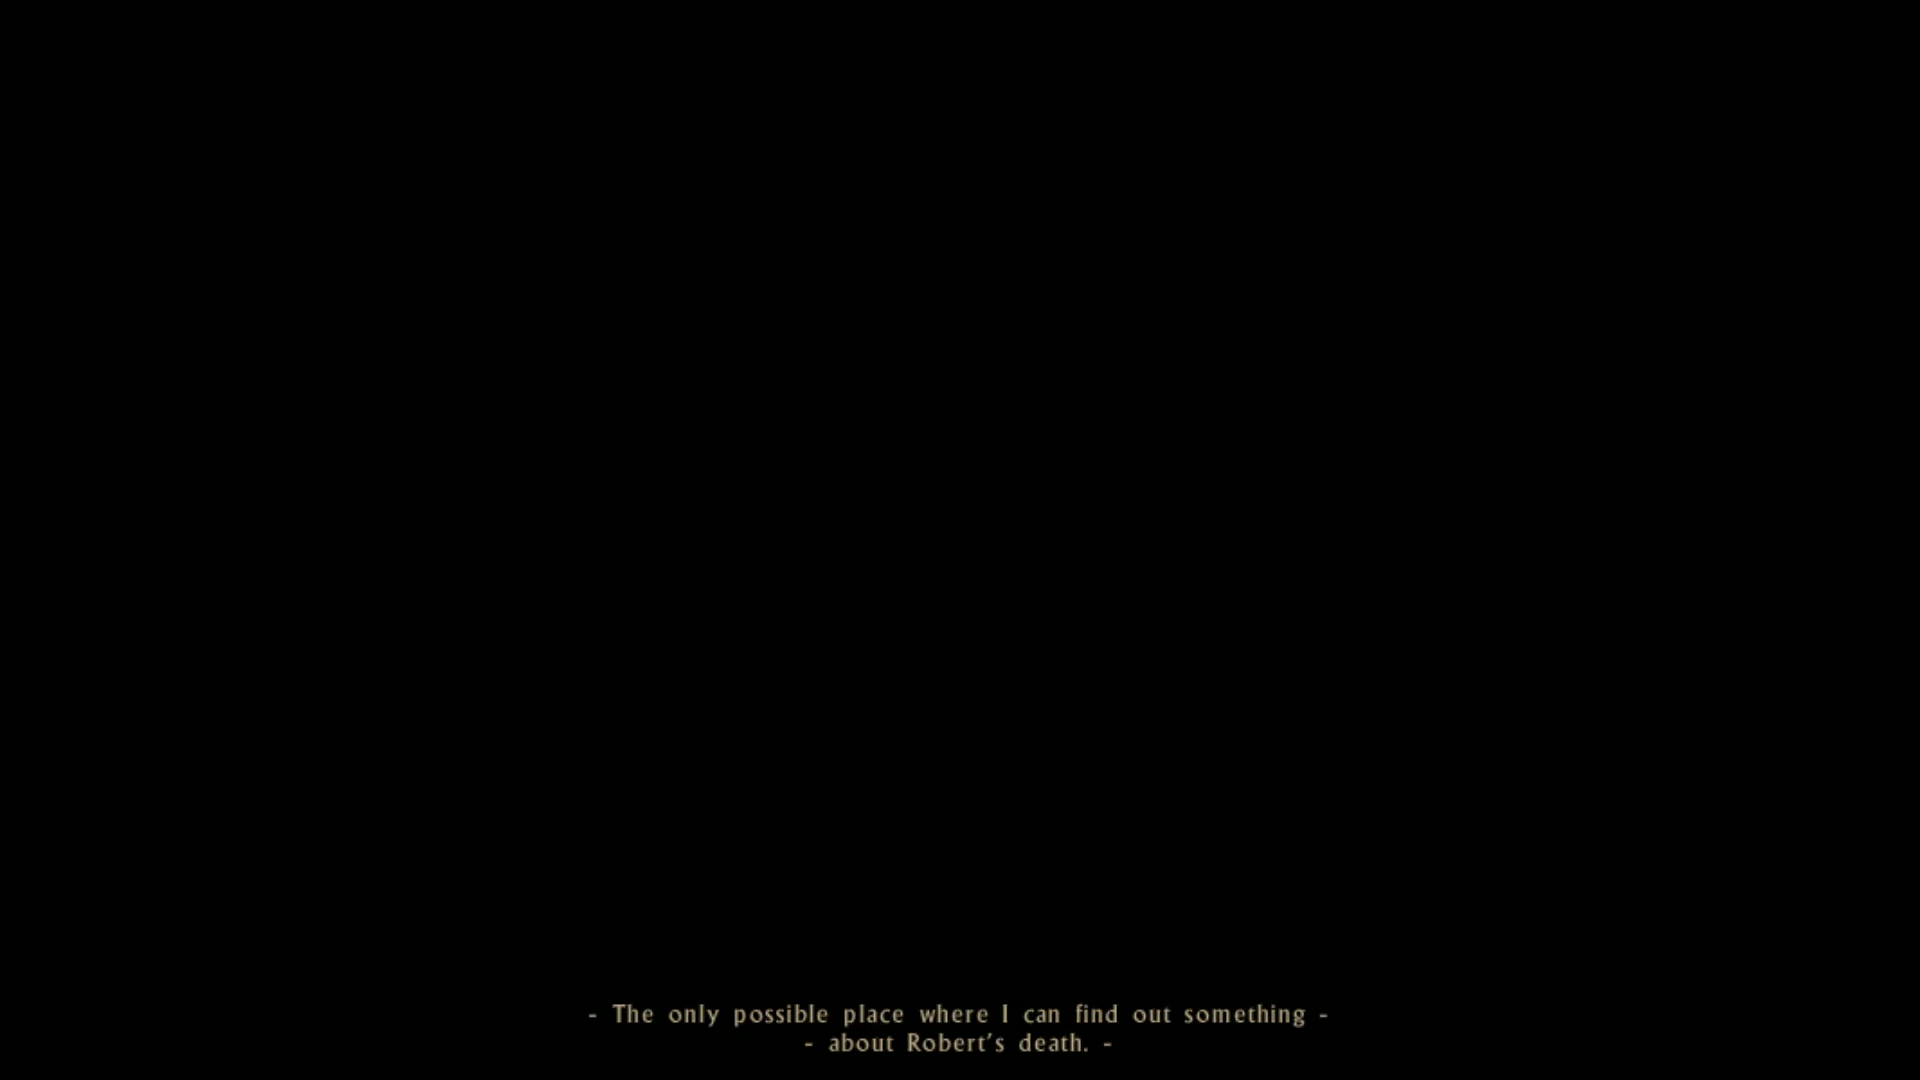 - The only possible place where I can find out something -
- about Robert's death. -